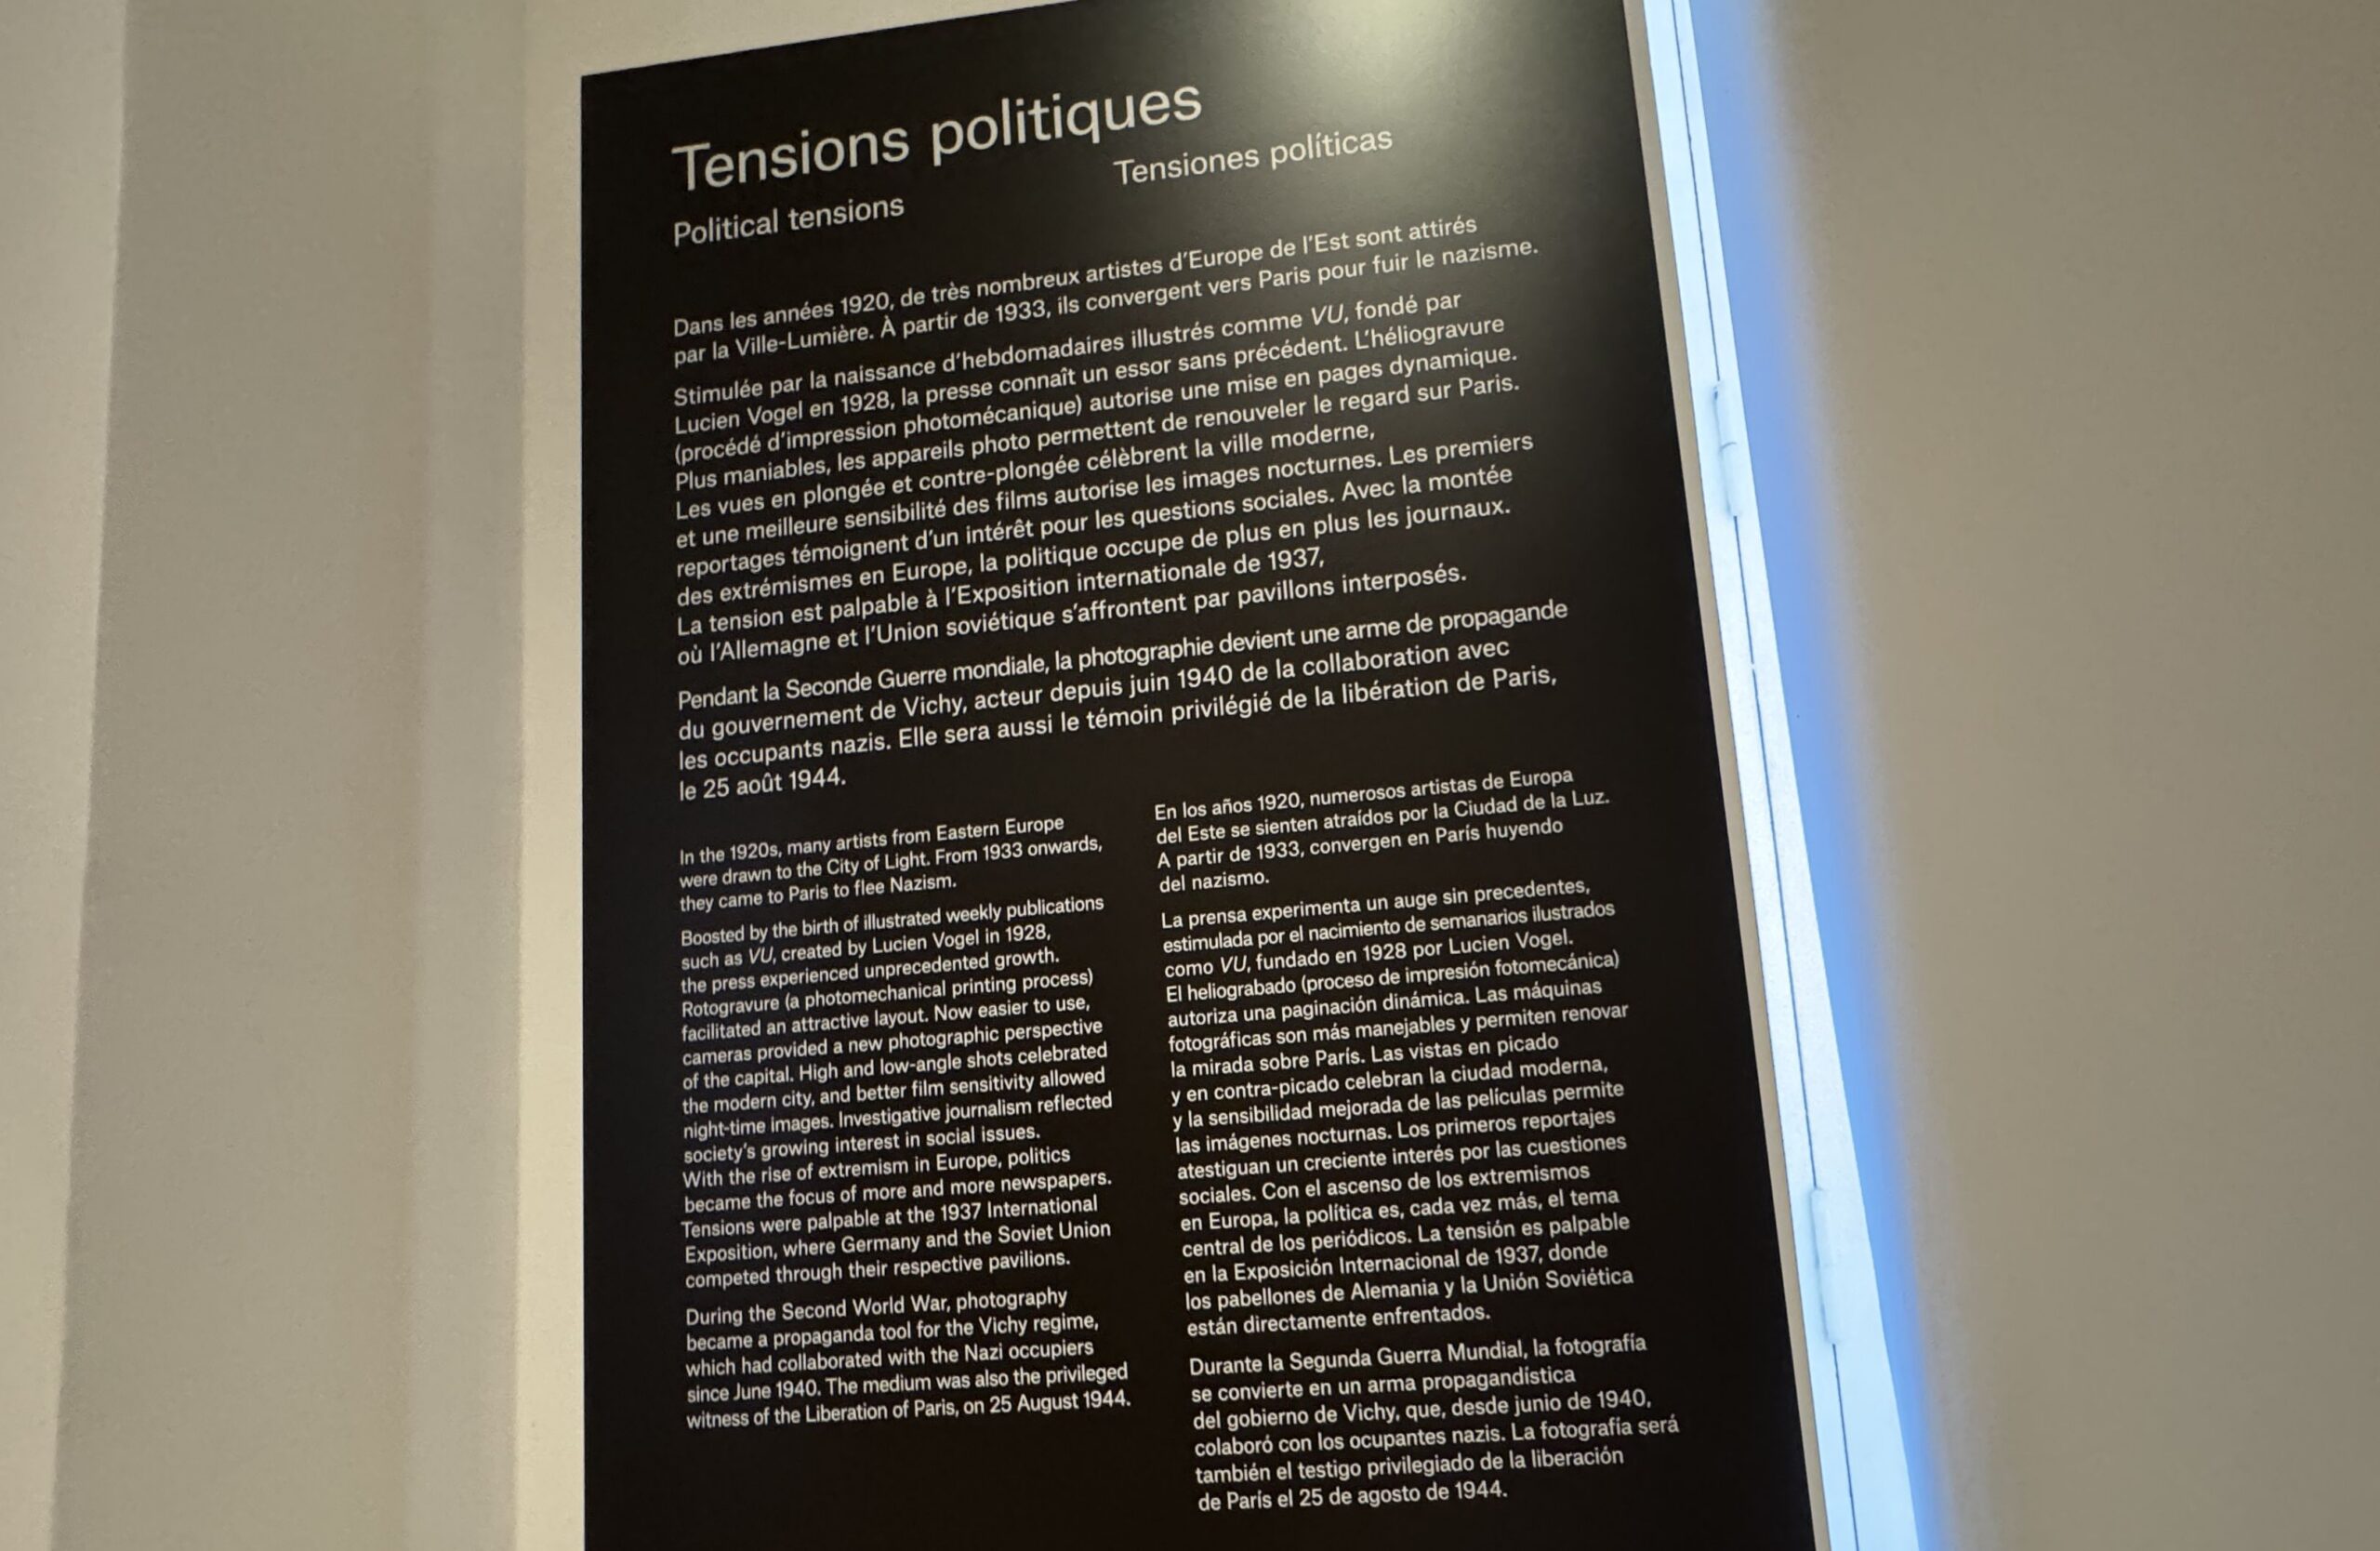 Tensions politiques
Political tensions
Tensiones políticas
Dans les années 1920, de très nombreux artistes d'Europe de l'Est sont attirés
par la Ville-Lumière. À partir de 1933, ils convergent vers Paris pour fuir le nazisme.
Stimulée par la naissance d'hebdomadaires illustrés comme VU, fondé par
Lucien Vogel en 1928, la presse connaît un essor sans précédent. L'héliogravure
(procédé d'impression photomécanique) autorise une mise en pages dynamique.
Plus maniables, les appareils photo permettent de renouveler le regard sur Paris.
Les vues en plongée et contre-plongée célèbrent la ville moderne,
et une meilleure sensibilité des films autorise les images nocturnes. Les premiers
reportages témoignent d'un intérêt pour les questions sociales. Avec la montée
des extrémismes en Europe, la politique occupe de plus en plus les journaux.
La tension est palpable à l'Exposition internationale de 1937,
où l'Allemagne et l'Union soviétique s'affrontent par pavillons interposés.
Pendant la Seconde Guerre mondiale, la photographie devient une arme de propagande
du gouvernement de Vichy, acteur depuis juin 1940 de la collaboration avec
les occupants nazis. Elle sera aussi le témoin privilégié de la libération de Paris,
le 25 août 1944.
In the 1920s, many artists from Eastern Europe
were drawn to the City of Light. From 1933 onwards,
they came to Paris to flee Nazism.
Boosted by the birth of illustrated weekly publications
such as VU, created by Lucien Vogel in 1928,
the press experienced unprecedented growth.
Rotogravure (a photomechanical printing process)
facilitated an attractive layout. Now easier to use,
cameras provided a new photographic perspective
of the capital. High and low-angle shots celebrated
the modern city, and better film sensitivity allowed
night-time images. Investigative journalism reflected
society's growing interest in social issues.
With the rise of extremism in Europe, politics
became the focus of more and more newspapers.
Tensions were palpable at the 1937 International
Exposition, where Germany and the Soviet Union
competed through their respective pavilions.
During the Second World War, photography
became a propaganda tool for the Vichy regime,
which had collaborated with the Nazi occupiers
since June 1940. The medium was also the privileged
witness of the Liberation of Paris, on 25 August 1944.
En los años 1920, numerosos artistas de Europa
del Este se sienten atraídos por la Ciudad de la Luz.
A partir de 1933, convergen en París huyendo
del nazismo.
La prensa experimenta un auge sin precedentes,
estimulada por el nacimiento de semanarios ilustrados
como VU, fundado en 1928 por Lucien Vogel.
El heliograbado (proceso de impresión fotomecánica)
autoriza una paginación dinámica. Las máquinas
fotográficas son más manejables y permiten renovar
la mirada sobre París. Las vistas en picado
y en contra-picado celebran la ciudad moderna,
y la sensibilidad mejorada de las películas permite
las imágenes nocturnas. Los primeros reportajes
atestiguan un creciente interés por las cuestiones
sociales. Con el ascenso de los extremismos
en Europa, la política es, cada vez más, el tema
central de los periódicos. La tensión es palpable
en la Exposición Internacional de 1937, donde
los pabellones de Alemania y la Unión Soviética
están directamente enfrentados.
Durante la Segunda Guerra Mundial, la fotografía
se convierte en un arma propagandística
del gobierno de Vichy, que, desde junio de 1940,
colaboró con los ocupantes nazis. La fotografía será
también el testigo privilegiado de la liberación
de París el 25 de agosto de 1944.